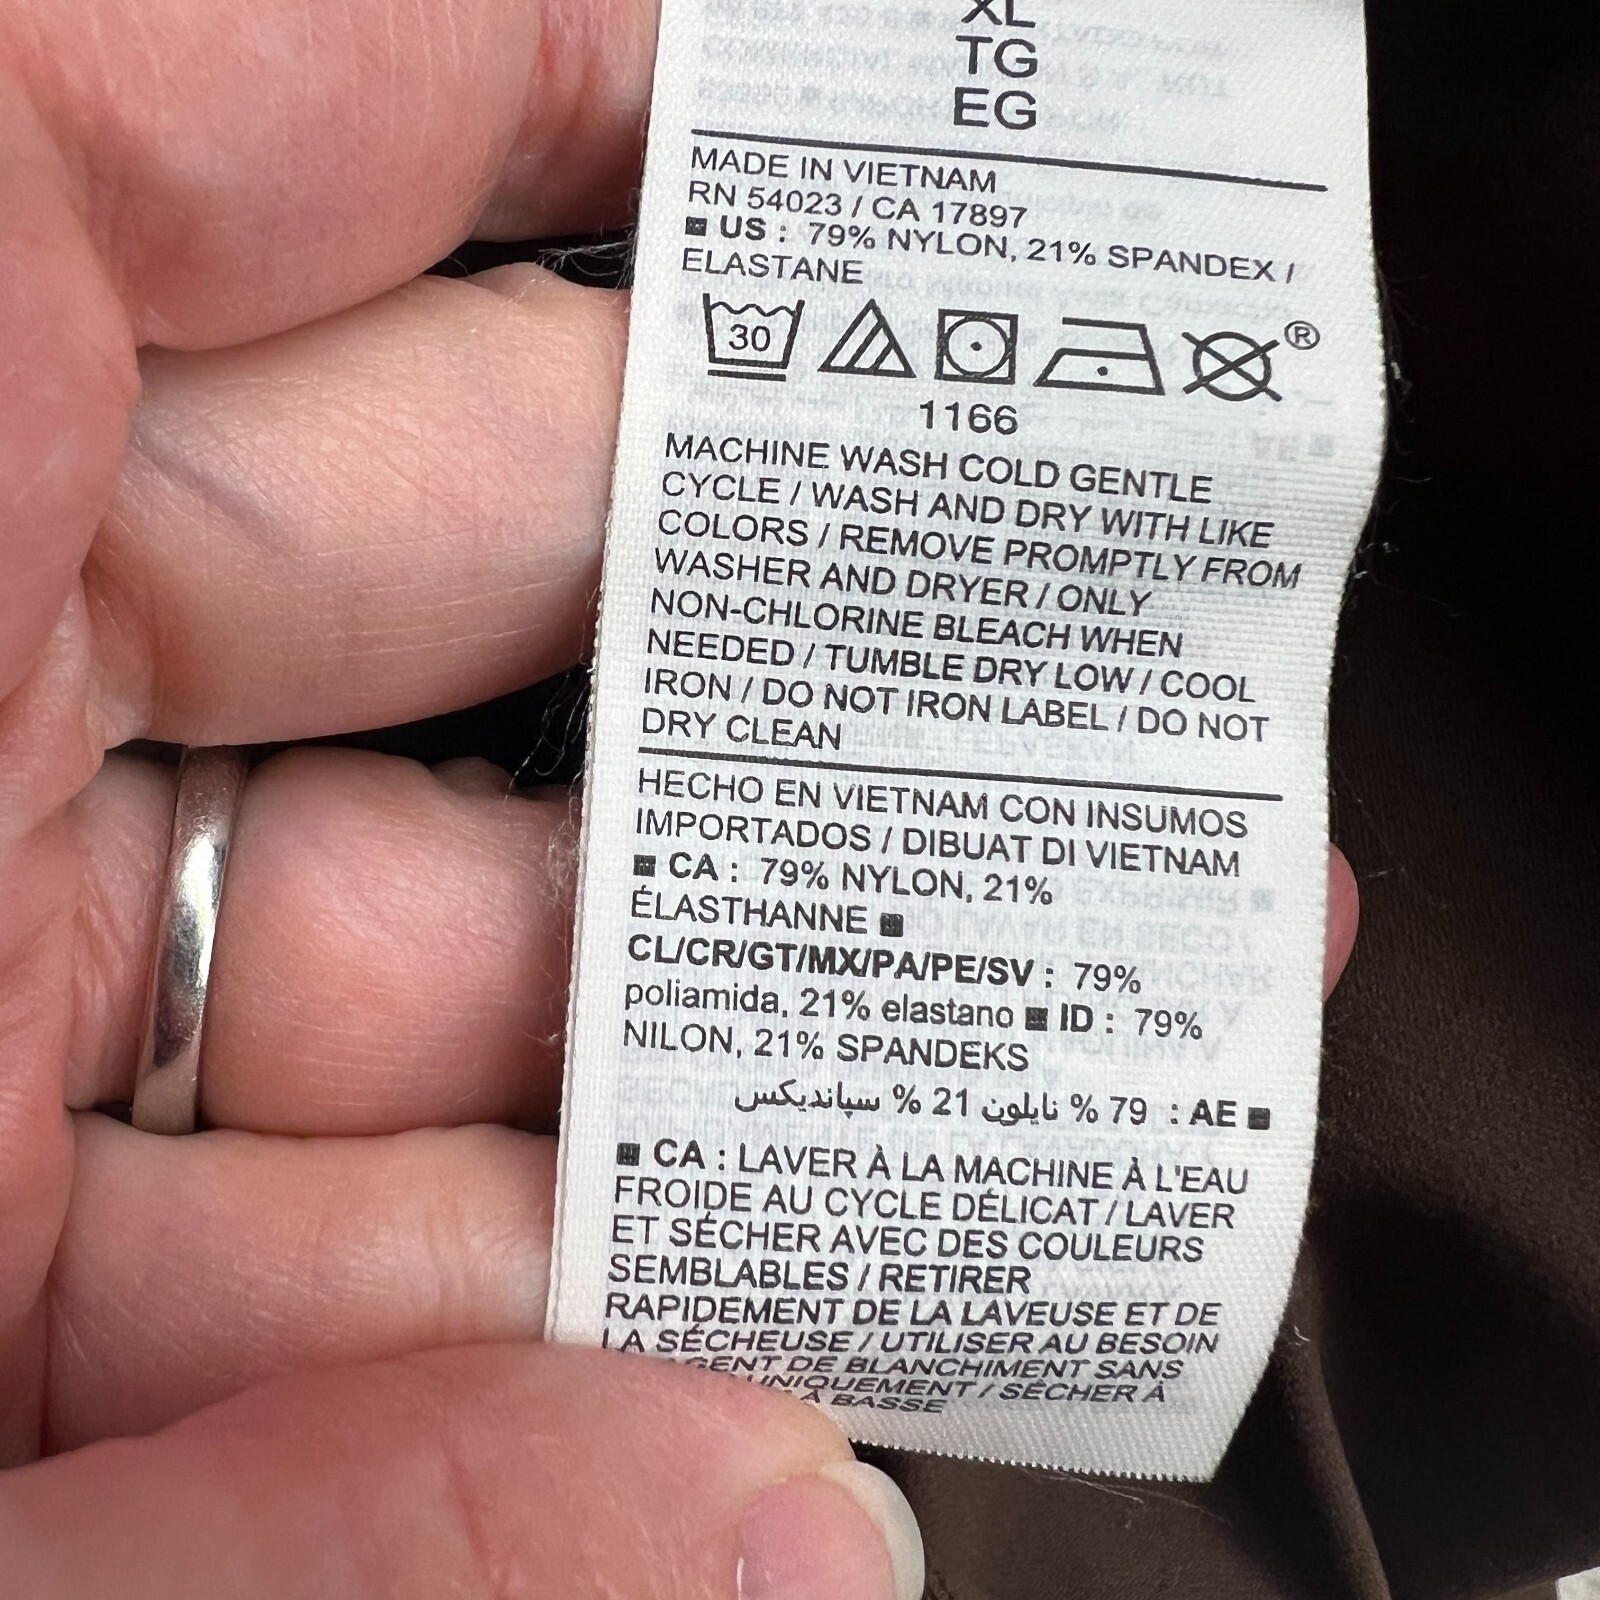 XL
TG
EG
MADE IN VIETNAM
RN 54023 / CA 17897
US : 79% NYLON, 21% SPANDEX /
ELASTANE
30
®
1166
MACHINE WASH COLD GENTLE
CYCLE / WASH AND DRY WITH LIKE
COLORS / REMOVE PROMPTLY FROM
WASHER AND DRYER / ONLY
NON-CHLORINE BLEACH WHEN
NEEDED / TUMBLE DRY LOW / COOL
IRON / DO NOT IRON LABEL / DO NOT
DRY CLEAN
HECHO EN VIETNAM CON INSUMOS
IMPORTADOS / DIBUAT DI VIETNAM
■ CA : 79% NYLON, 21%
ÉLASTHANNE ■
CL/CR/GT/MX/PA/PE/SV : 79%
poliamida, 21% elastano ■ ID : 79%
NILON, 21% SPANDEKS
■ AE : 79 % نايلون 21 % سبانديكس
■ CA : LAVER À LA MACHINE À L'EAU
FROIDE AU CYCLE DÉLICAT / LAVER
ET SÉCHER AVEC DES COULEURS
SEMBLABLES / RETIRER
RAPIDEMENT DE LA LAVEUSE ET DE
LA SÉCHEUSE / UTILISER AU BESOIN
DE BLANCHIMENT SANS
UNIQUEMENT / SÉCHER À
À BASSE